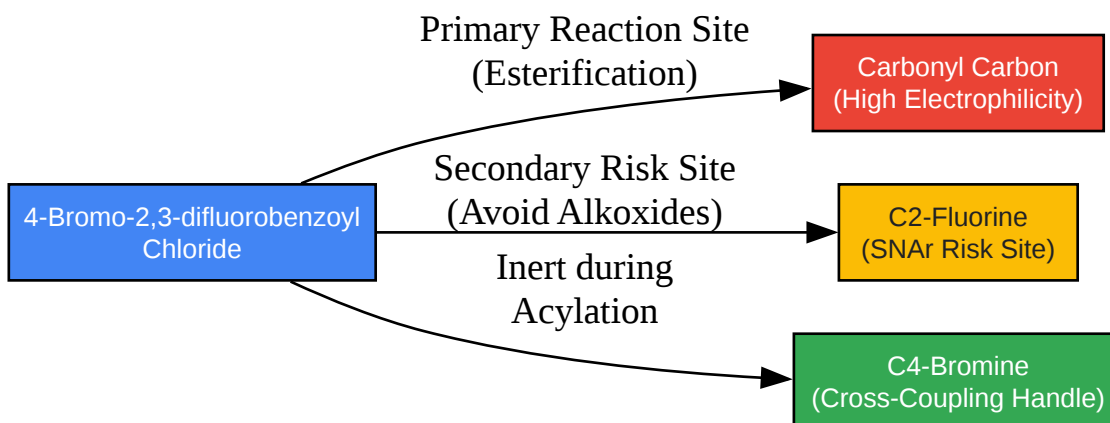 Primary Reaction Site
(Esterification)
Carbonyl Carbon
(High Electrophilicity)
4-Bromo-2,3-difluorobenzoyl
Chloride
Secondary Risk Site
(Avoid Alkoxides)
C2-Fluorine
(SNAr Risk Site)
Inert during
Acylation
C4-Bromine
(Cross-Coupling Handle)